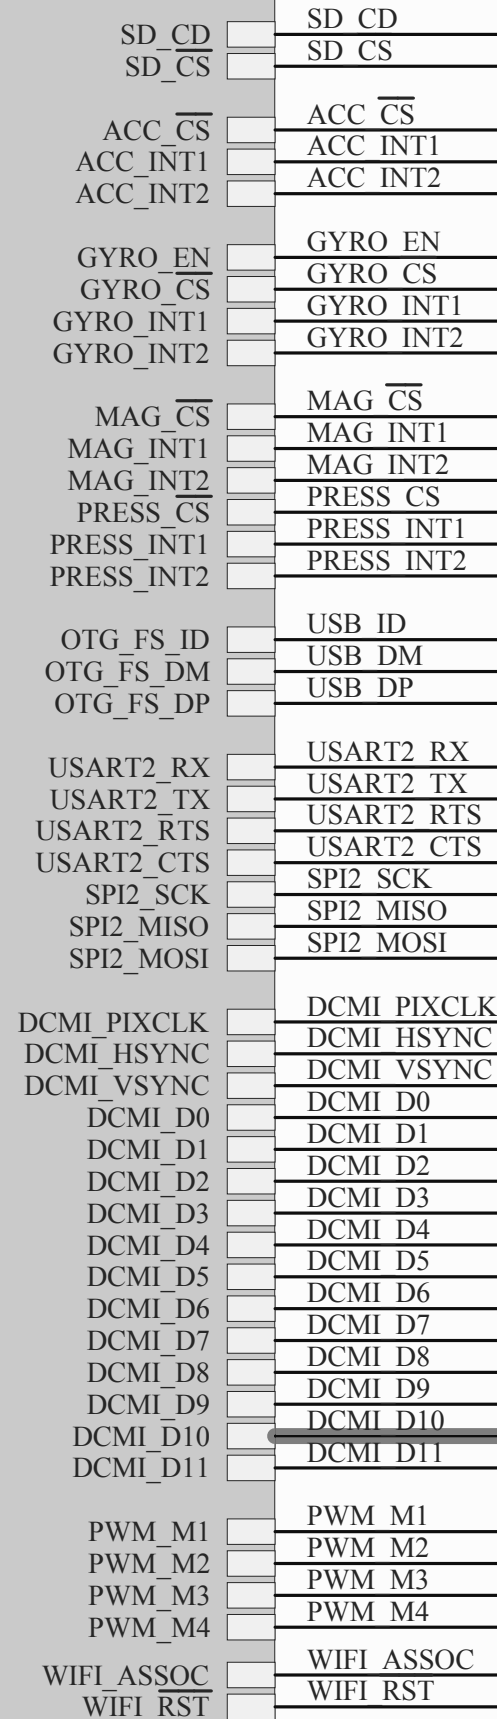 SD_CD SD CD
SD_CS SD CS
ACC_CS ACC CS
ACC_INT1 ACC INT1
ACC_INT2 ACC INT2
GYRO_EN GYRO EN
GYRO_CS GYRO CS
GYRO_INT1 GYRO INT1
GYRO_INT2 GYRO INT2
MAG_CS MAG CS
MAG_INT1 MAG INT1
MAG_INT2 MAG INT2
PRESS_CS PRESS CS
PRESS_INT1 PRESS INT1
PRESS_INT2 PRESS INT2
OTG_FS_ID USB ID
OTG_FS_DM USB DM
OTG_FS_DP USB DP
USART2_RX USART2 RX
USART2_TX USART2 TX
USART2_RTS USART2 RTS
USART2_CTS USART2 CTS
SPI2_SCK SPI2 SCK
SPI2_MISO SPI2 MISO
SPI2_MOSI SPI2 MOSI
DCMI_PIXCLK DCMI PIXCLK
DCMI_HSYNC DCMI HSYNC
DCMI_VSYNC DCMI VSYNC
DCMI_D0 DCMI D0
DCMI_D1 DCMI D1
DCMI_D2 DCMI D2
DCMI_D3 DCMI D3
DCMI_D4 DCMI D4
DCMI_D5 DCMI D5
DCMI_D6 DCMI D6
DCMI_D7 DCMI D7
DCMI_D8 DCMI D8
DCMI_D9 DCMI D9
DCMI_D10 DCMI D10
DCMI_D11 DCMI D11
PWM_M1 PWM M1
PWM_M2 PWM M2
PWM_M3 PWM M3
PWM_M4 PWM M4
WIFI_ASSOC WIFI ASSOC
WIFI_RST WIFI RST